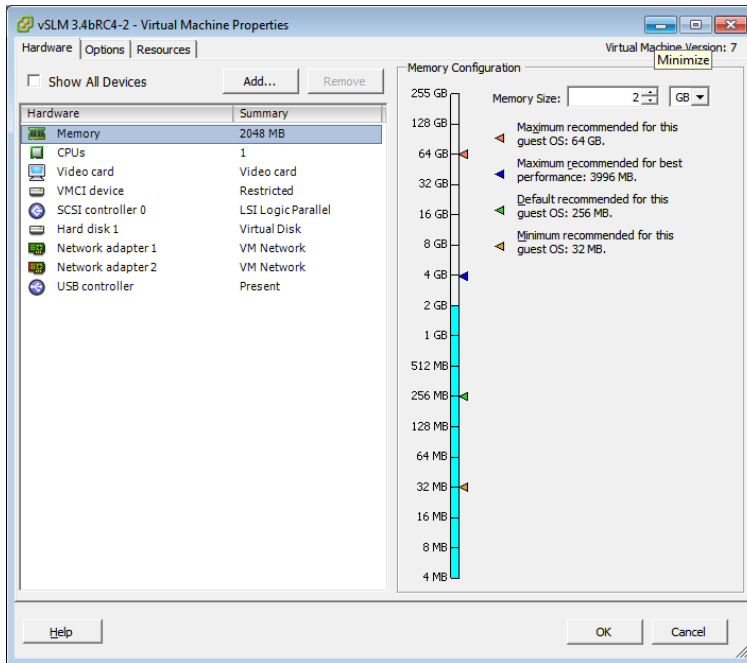 vSLM 3.4bRC4-2 - Virtual Machine Properties
Hardware Options Resources
Virtual Machine Version: 7
Minimize
Show All Devices
Add...
Remove
Hardware Summary
Memory 2048 MB
CPUs 1
Video card Video card
VMCI device Restricted
SCSI controller 0 LSI Logic Parallel
Hard disk 1 Virtual Disk
Network adapter 1 VM Network
Network adapter 2 VM Network
USB controller Present
Memory Configuration
255 GB
128 GB
64 GB
32 GB
16 GB
8 GB
4 GB
2 GB
1 GB
512 MB
256 MB
128 MB
64 MB
32 MB
16 MB
8 MB
4 MB
Memory Size: 2 GB
Maximum recommended for this
guest OS: 64 GB.
Maximum recommended for best
performance: 3996 MB.
Default recommended for this
guest OS: 256 MB.
Minimum recommended for this
guest OS: 32 MB.
Help
OK
Cancel